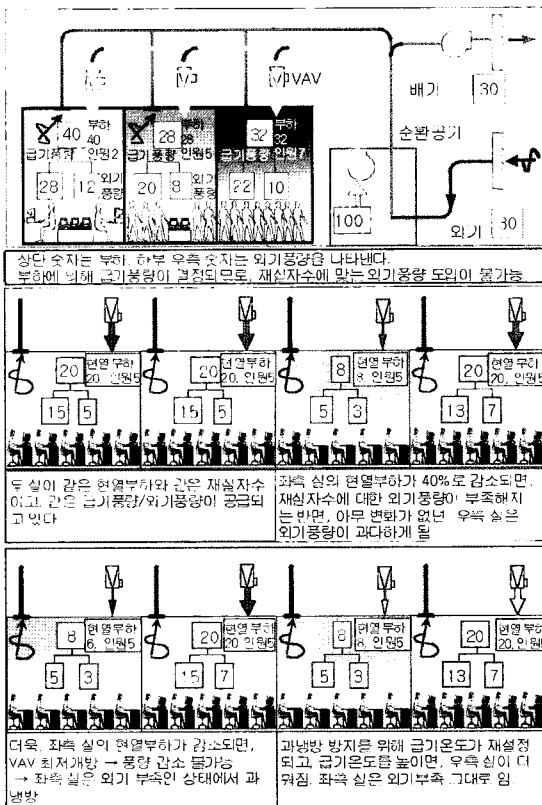 VAV
배기
30
순환공기
100
외기
30
40
부하
40
급기풍량
인원2
28
12
외기
풍량
28
부하
28
급기풍량
인원5
20
8
외기
풍량
32
부하
32
급기풍량
인원7
22
10
상단 숫자는 부하, 하부 우측 숫자는 외기풍량을 나타낸다.
부하에 의해 급기풍량이 결정되므로, 재실자수에 맞는 외기풍량 도입이 불가능
20
현열부하
20, 인원5
15
5
20
현열부하
20, 인원5
15
5
8
현열부하
8, 인원5
5
3
20
현열부하
20, 인원5
13
7
두 실이 같은 현열부하와 같은 재실자수
이고, 같은 급기풍량/외기풍량이 공급되
고 있다
좌측 실의 현열부하가 40%로 감소되면,
재실자수에 대한 외기풍량이 부족해지
는 반면, 아무 변화가 없던 우측 실은
외기풍량이 과다하게 됨
8
현열부하
6, 인원5
5
3
20
현열부하
20, 인원5
15
7
8
현열부하
8, 인원5
5
3
20
현열부하
20, 인원5
13
7
더욱, 좌측 실의 현열부하가 감소되면,
VAV 최저개방 → 풍량 감소 불가능
→ 좌측 실은 외기 부족인 상태에서 과
냉방
과냉방 방지를 위해 급기온도가 재설정
되고, 급기온도를 높이면, 우측 실이 더
워짐. 좌측 실은 외기부족 그대로 임.